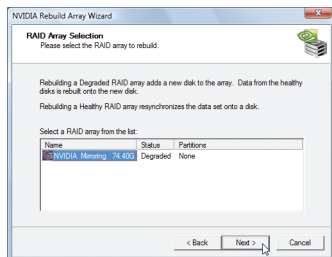 NVIDIA Rebuild Array Wizard
RAID Array Selection
Please select the RAID array to rebuild.
Rebuilding a Degraded RAID array adds a new disk to the array. Data from the healthy
disks is rebuilt onto the new disk.
Rebuilding a Healthy RAID array resynchronizes the data set onto a disk.
Select a RAID array from the list:
Name Status Partitions
NVIDIA Mirroring 74.40G Degraded None
< Back Next > Cancel